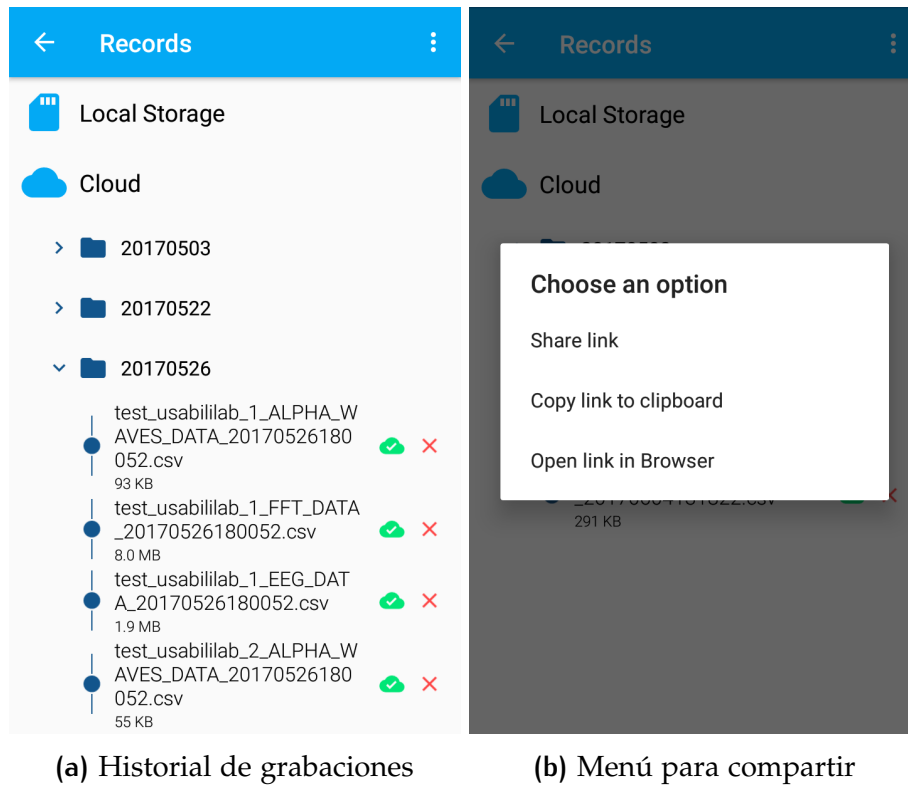 Records
Local Storage
Cloud
20170503
20170522
20170526
test_usabililab_1_ALPHA_W
AVES_DATA_20170526180
052.csv
93 KB
test_usabililab_1_FFT_DATA
_20170526180052.csv
8.0 MB
test_usabililab_1_EEG_DAT
A_20170526180052.csv
1.9 MB
test_usabililab_2_ALPHA_W
AVES_DATA_20170526180
052.csv
55 KB
(a) Historial de grabaciones
Records
Local Storage
Cloud
Choose an option
Share link
Copy link to clipboard
Open link in Browser
291 KB
(b) Menú para compartir